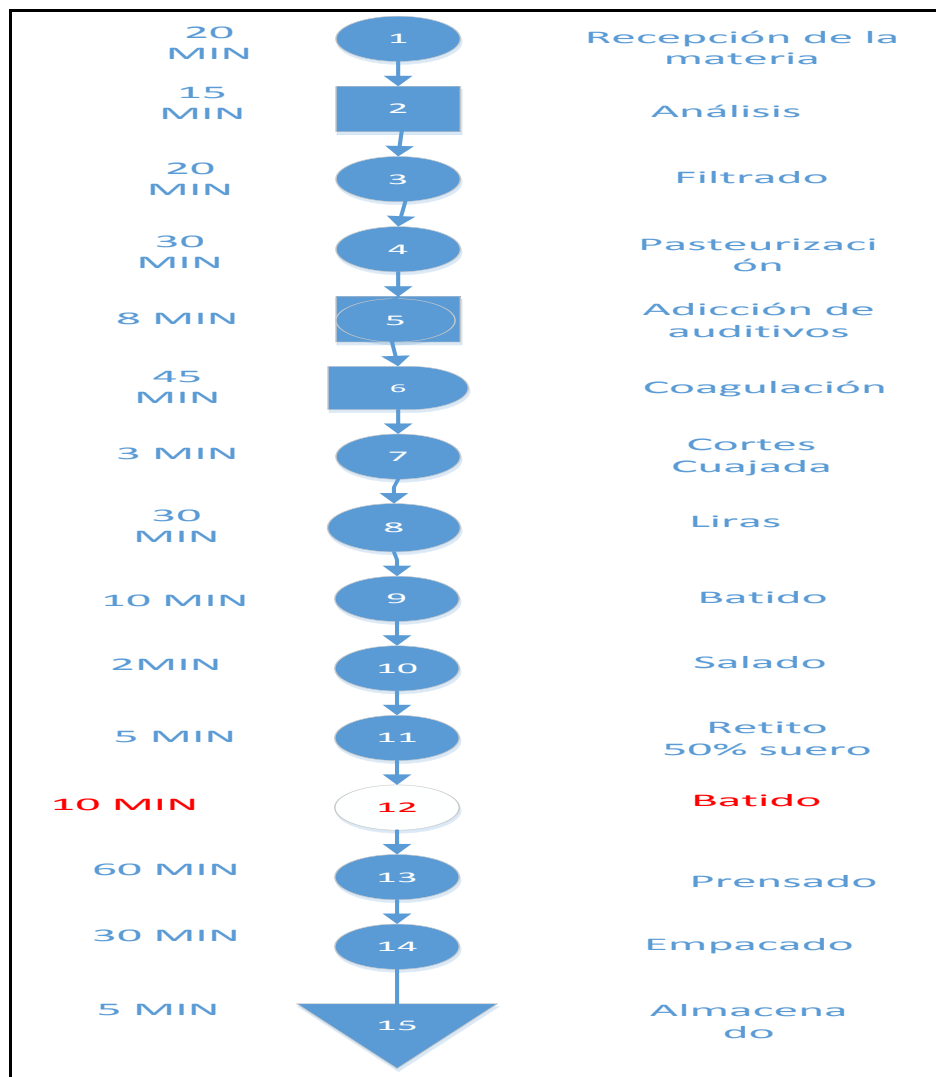 20
MIN
1
Recepción de la
materia
15
MIN
2
Análisis
20
MIN
3
Filtrado
30
MIN
4
Pasteurizaci
ón
8 MIN
5
Adicción de
auditivos
45
MIN
6
Coagulación
3 MIN
7
Cortes
Cuajada
30
MIN
8
Liras
10 MIN
9
Batido
2MIN
10
Salado
5 MIN
11
Retito
50% suero
10 MIN
12
Batido
60 MIN
13
Prensado
30 MIN
14
Empacado
5 MIN
15
Almacena
do